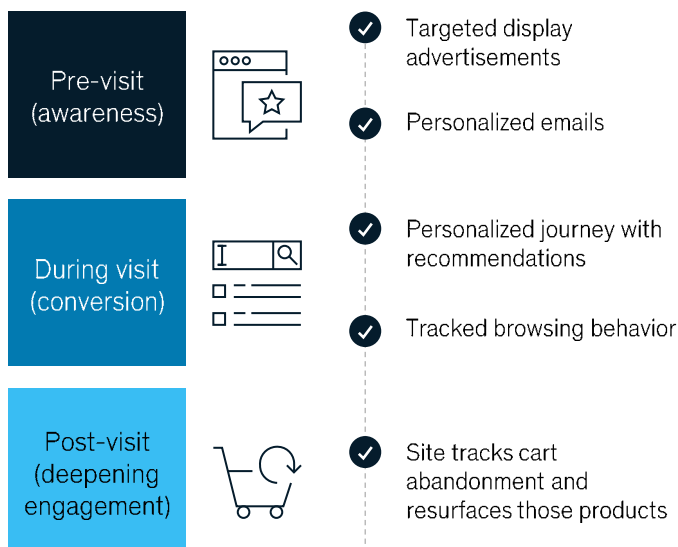 Pre-visit
(awareness)
Targeted display
advertisements
Personalized emails
During visit
(conversion)
Personalized journey with
recommendations
Tracked browsing behavior
Post-visit
(deepening
engagement)
Site tracks cart
abandonment and
resurfaces those products